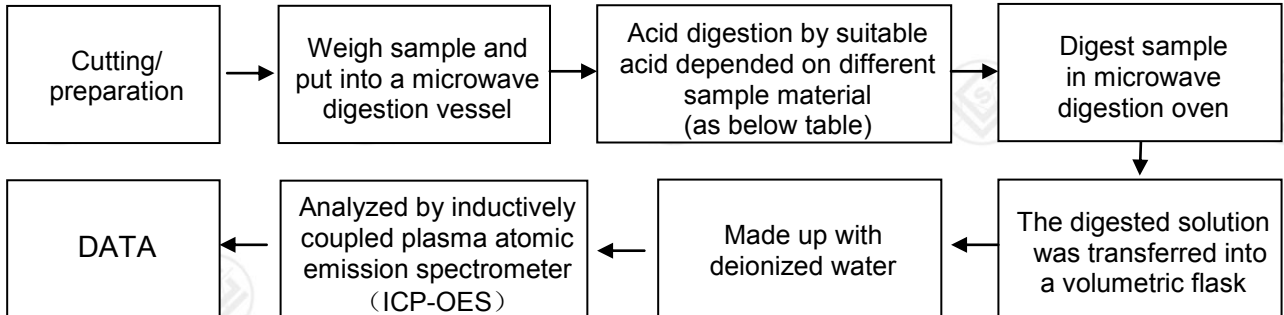 Cutting/
preparation
Weigh sample and
put into a microwave
digestion vessel
Acid digestion by suitable
acid depended on different
sample material
(as below table)
Digest sample
in microwave
digestion oven
The digested solution
was transferred into
a volumetric flask
Made up with
deionized water
Analyzed by inductively
coupled plasma atomic
emission spectrometer
（ICP-OES）
DATA